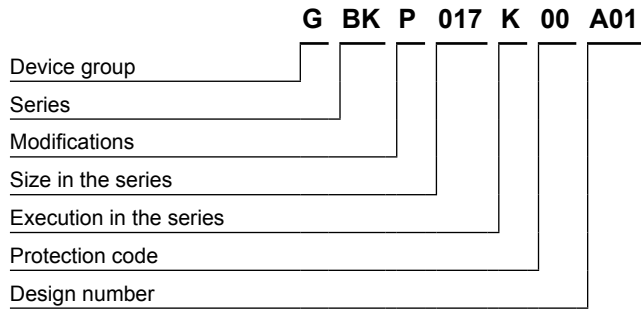 G BK P 017 K 00 A01
Device group
Series
Modifications
Size in the series
Execution in the series
Protection code
Design number